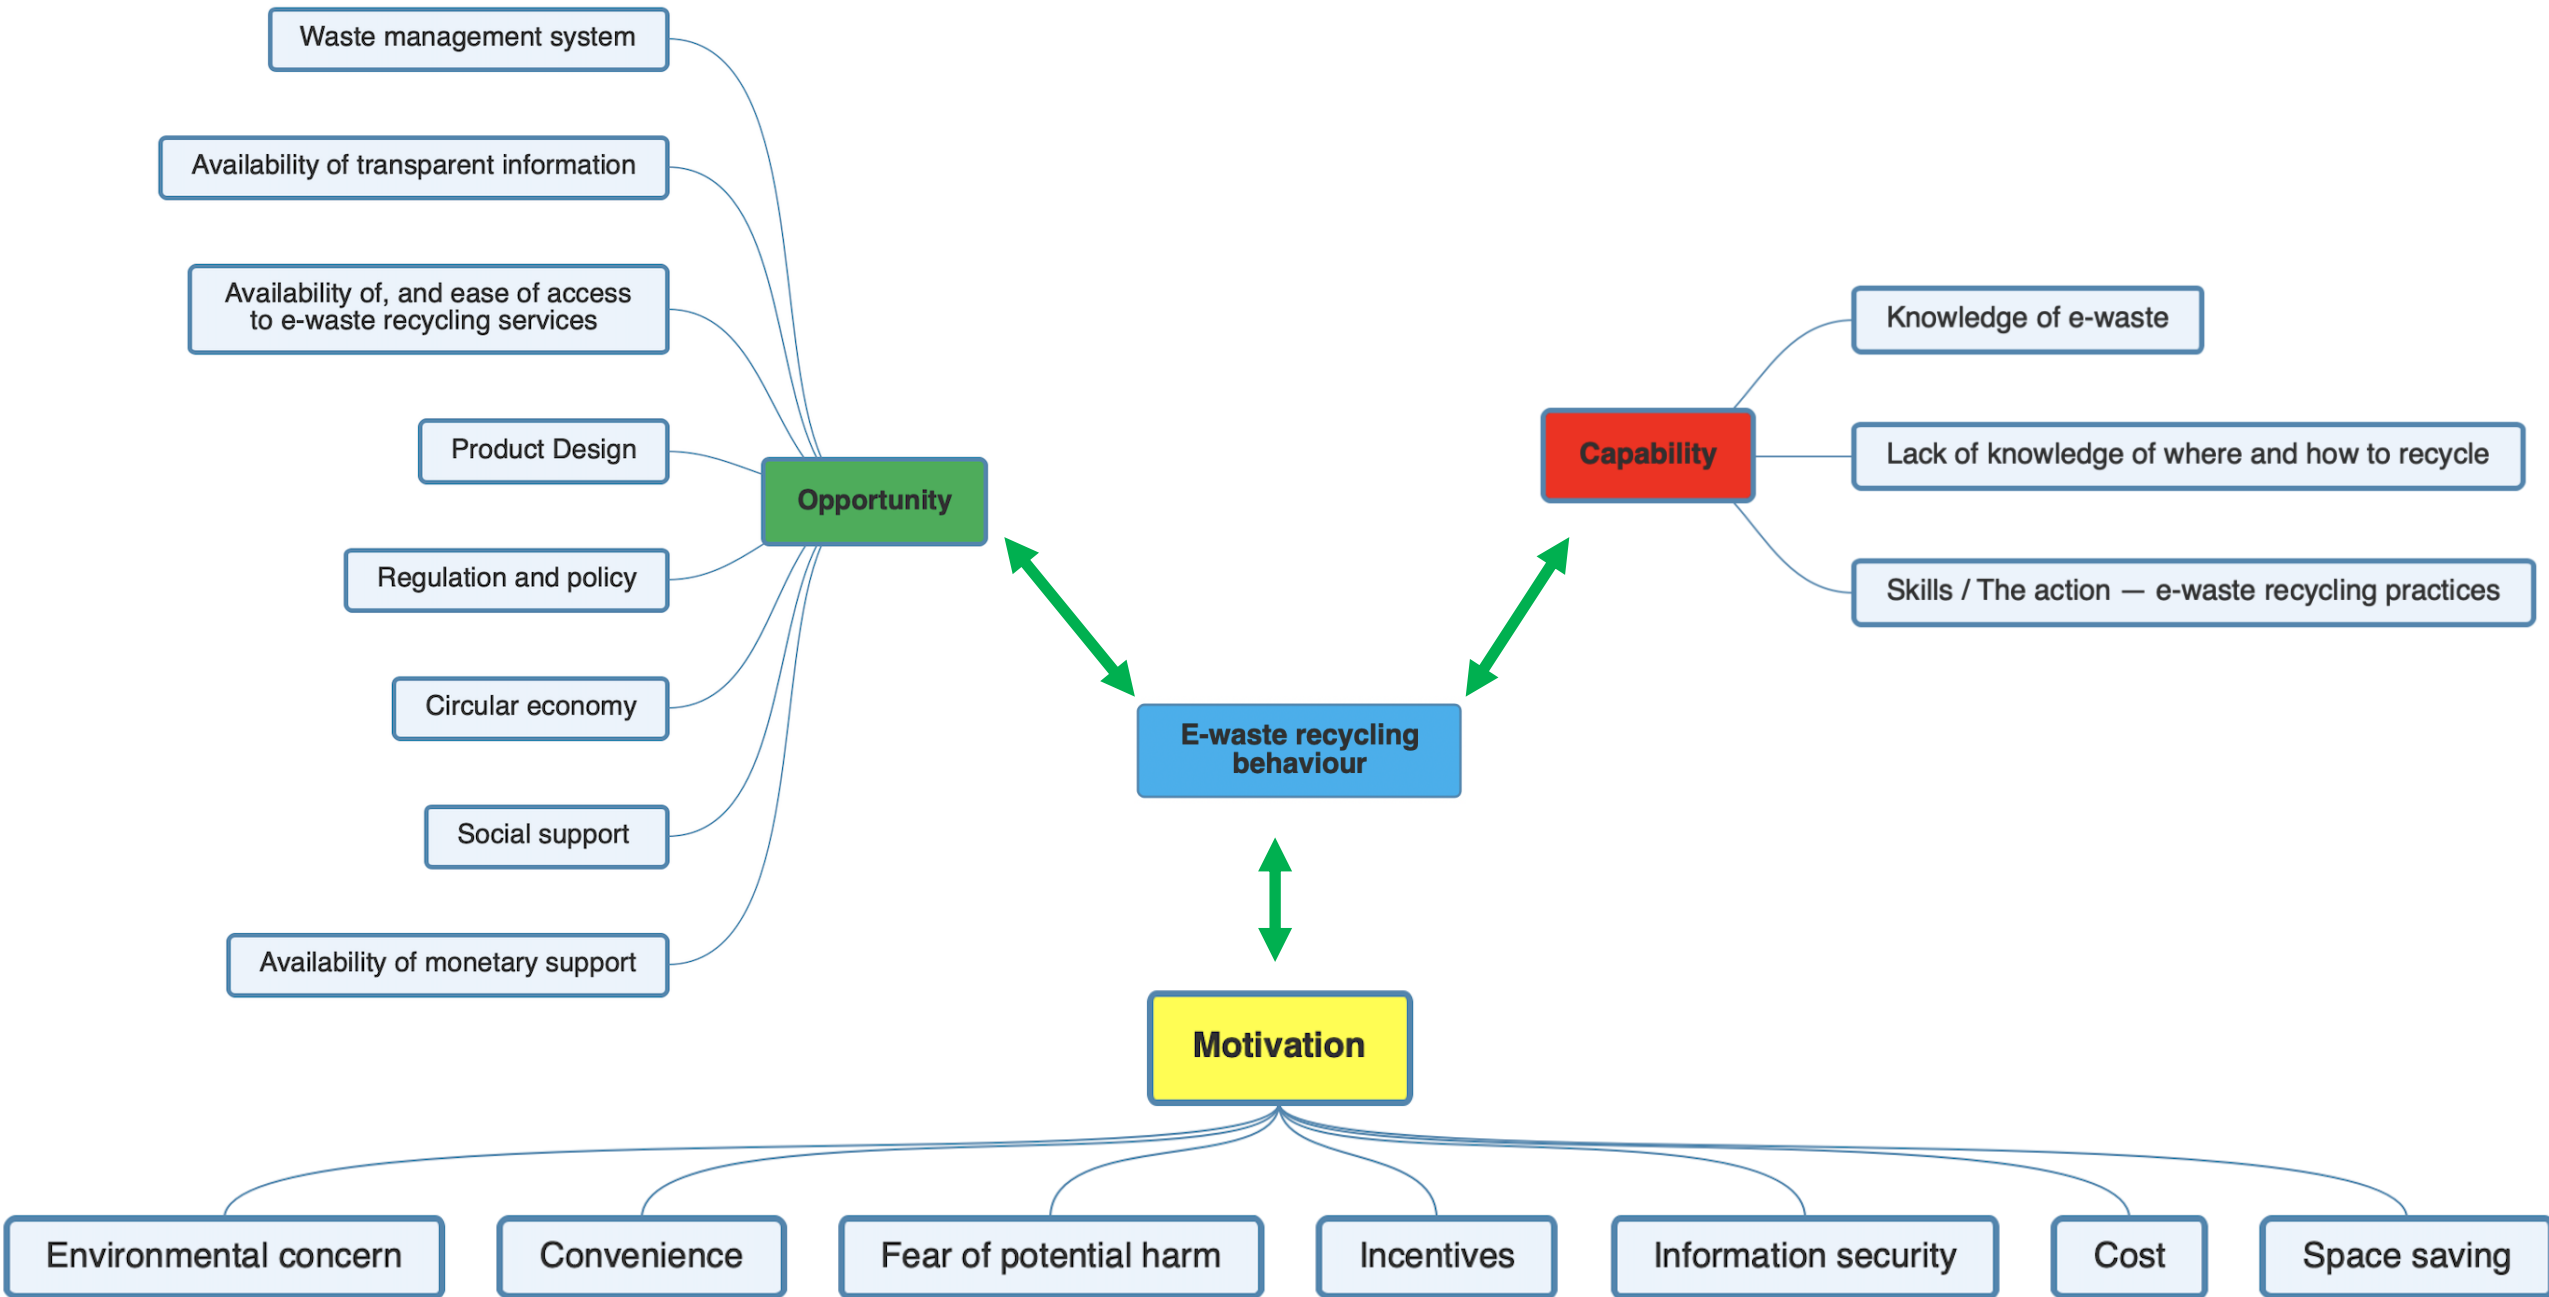 Waste management system
Availability of transparent information
Availability of, and ease of access
to e-waste recycling services
Product Design
Regulation and policy
Circular economy
Social support
Availability of monetary support
Opportunity
Capability
Knowledge of e-waste
Lack of knowledge of where and how to recycle
Skills / The action — e-waste recycling practices
E-waste recycling
behaviour
Motivation
Environmental concern
Convenience
Fear of potential harm
Incentives
Information security
Cost
Space saving